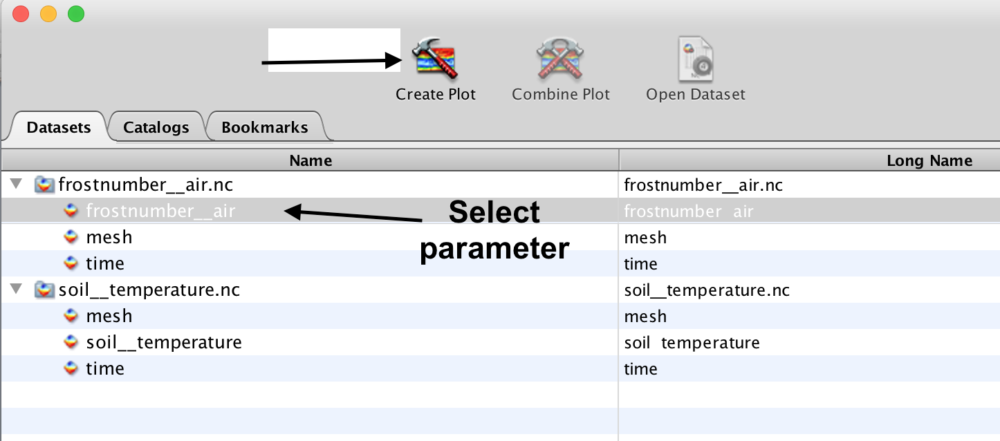 Create Plot
Combine Plot
Open Dataset
Datasets
Catalogs
Bookmarks
Name
Long Name
frostnumber__air.nc
frostnumber__air.nc
frostnumber__air
frostnumber air
Select
parameter
mesh
mesh
time
time
soil__temperature.nc
soil__temperature.nc
mesh
mesh
soil__temperature
soil temperature
time
time